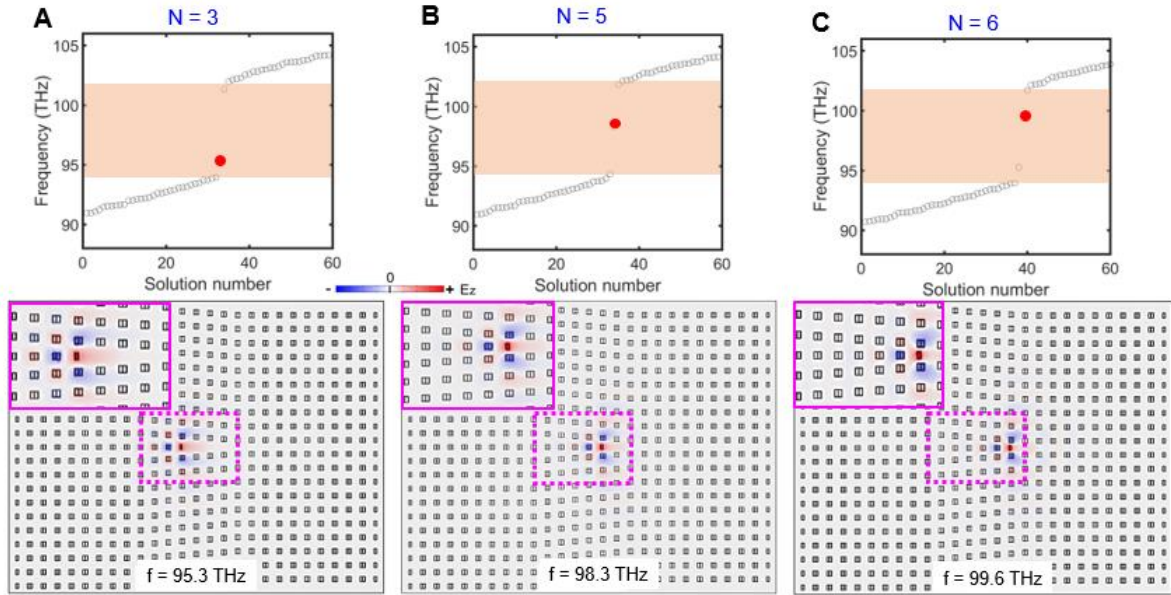 A
N = 3
Frequency (THz)
105
100
95
90
0
20
40
60
Solution number
B
N = 5
Frequency (THz)
105
100
95
90
0
20
40
60
Solution number
C
N = 6
Frequency (THz)
105
100
95
90
0
20
40
60
Solution number
- 0 + Ez
f = 95.3 THz
f = 98.3 THz
f = 99.6 THz